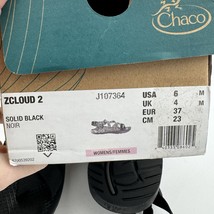 Chaco
ZCLOUD 2
J107364
SOLID BLACK
NOIR
USA 6 M
UK 4 M
EUR 37
CM 23
WOMENS/FEMMES